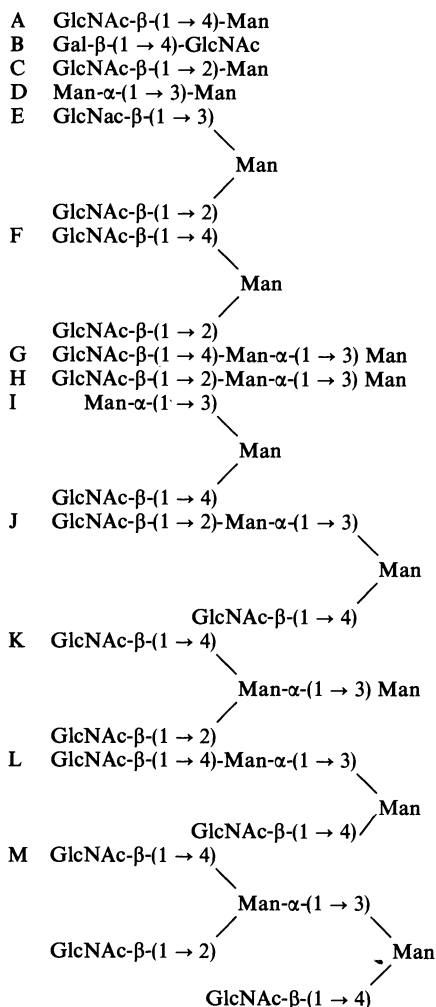 A GlcNAc-β-(1 → 4)-Man
B Gal-β-(1 → 4)-GlcNAc
C GlcNAc-β-(1 → 2)-Man
D Man-α-(1 → 3)-Man
E GlcNac-β-(1 → 3)
Man
GlcNAc-β-(1 → 2)
F GlcNAc-β-(1 → 4)
Man
GlcNAc-β-(1 → 2)
G GlcNAc-β-(1 → 4)-Man-α-(1 → 3) Man
H GlcNAc-β-(1 → 2)-Man-α-(1 → 3) Man
I Man-α-(1 → 3)
Man
GlcNAc-β-(1 → 4)
J GlcNAc-β-(1 → 2)-Man-α-(1 → 3)
Man
GlcNAc-β-(1 → 4)
K GlcNAc-β-(1 → 4)
Man-α-(1 → 3) Man
GlcNAc-β-(1 → 2)
L GlcNAc-β-(1 → 4)-Man-α-(1 → 3)
Man
GlcNAc-β-(1 → 4)
M GlcNAc-β-(1 → 4)
Man-α-(1 → 3)
GlcNAc-β-(1 → 2)
Man
GlcNAc-β-(1 → 4)